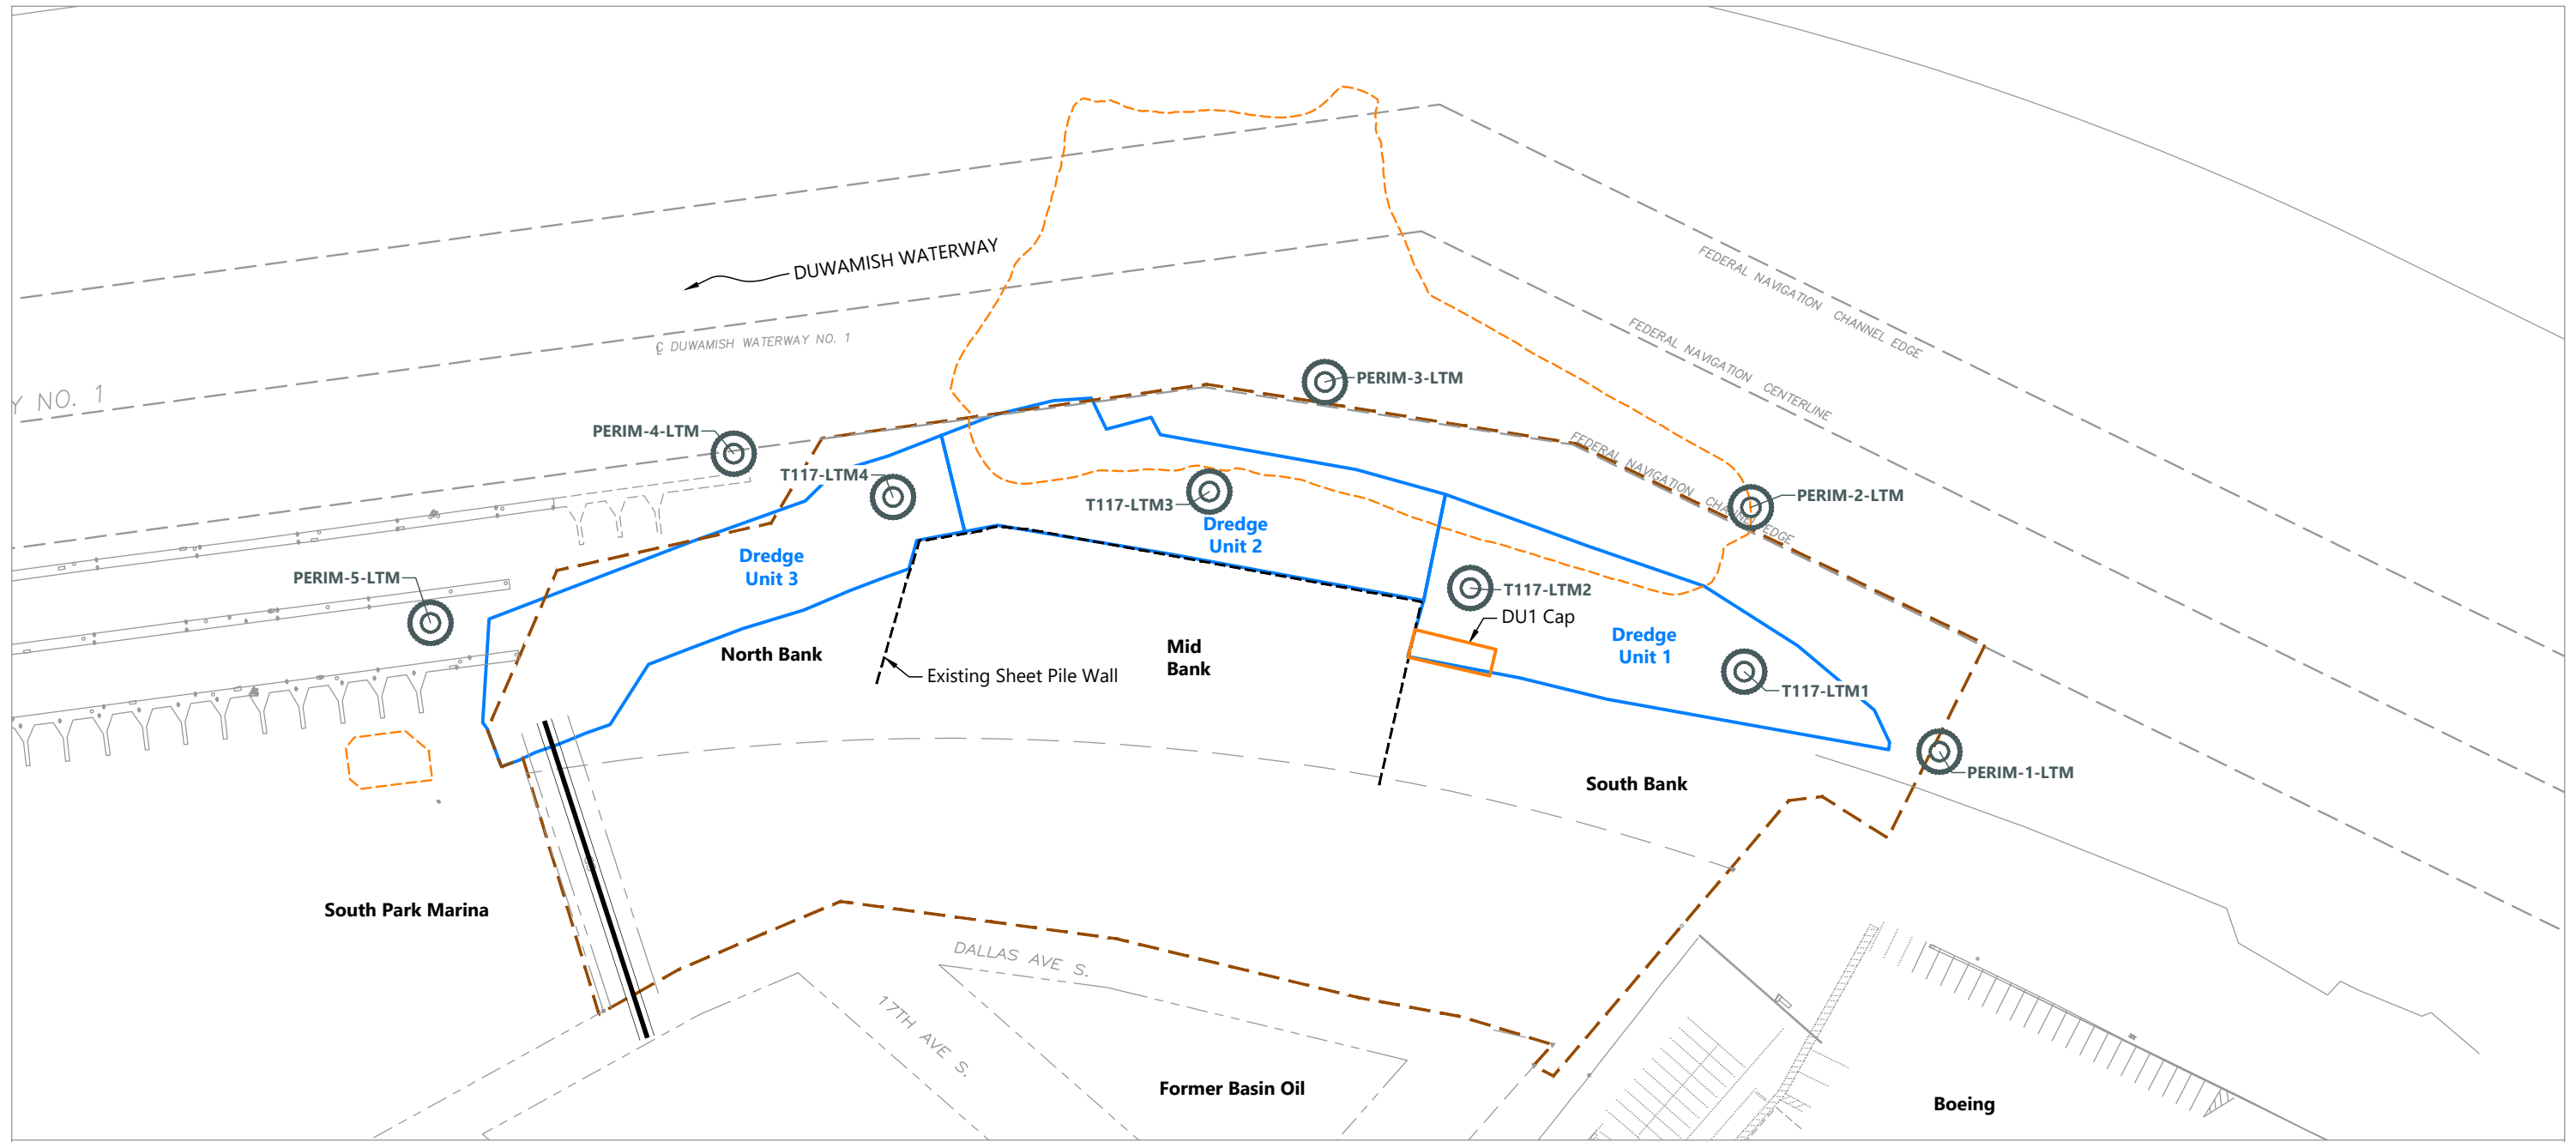 FEDERAL NAVIGATION CHANNEL EDGE
DUWAMISH WATERWAY
FEDERAL NAVIGATION CENTERLINE
℄ DUWAMISH WATERWAY NO. 1
Y NO. 1
PERIM-3-LTM
PERIM-4-LTM
FEDERAL NAVIGATION CHANNEL EDGE
T117-LTM4
PERIM-2-LTM
T117-LTM3
Dredge
Unit 2
Dredge
Unit 3
PERIM-5-LTM
T117-LTM2
DU1 Cap
Dredge
Unit 1
North Bank
Mid
Bank
Existing Sheet Pile Wall
T117-LTM1
PERIM-1-LTM
South Bank
South Park Marina
DALLAS AVE S.
17TH AVE S.
Former Basin Oil
Boeing